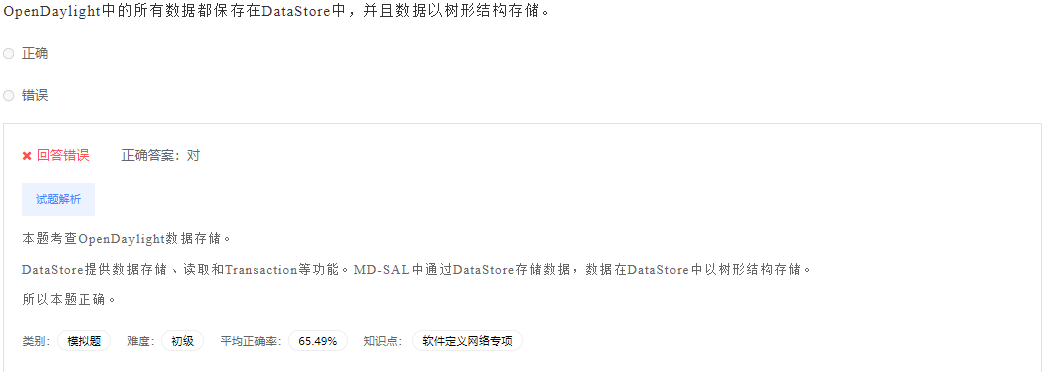 OpenDaylight中的所有数据都保存在DataStore中，并且数据以树形结构存储。
正确
错误
回答错误 正确答案：对
试题解析
本题考查OpenDaylight数据存储。
DataStore提供数据存储、读取和Transaction等功能。MD-SAL中通过DataStore存储数据，数据在DataStore中以树形结构存储。
所以本题正确。
类别： 模拟题 难度： 初级 平均正确率： 65.49% 知识点： 软件定义网络专项